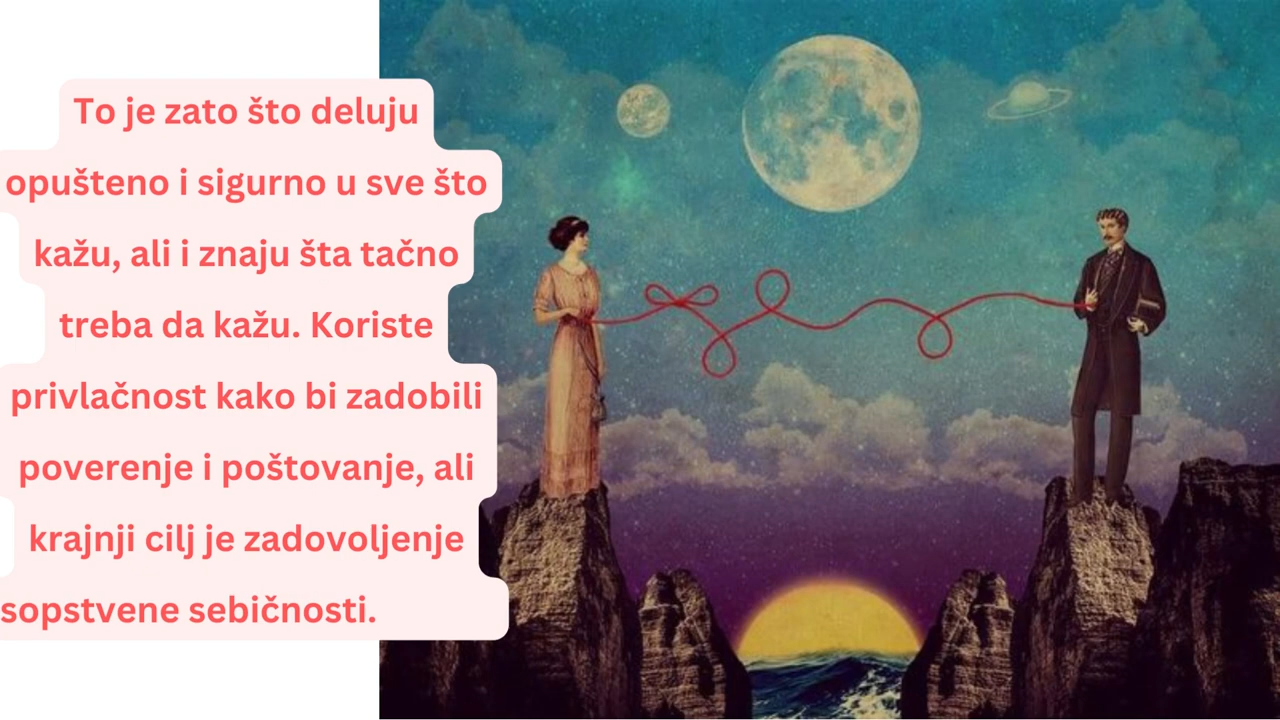 To je zato što deluju
opušteno i sigurno u sve što
kažu, ali i znaju šta tačno
treba da kažu. Koriste
privlačnost kako bi zadobili
poverenje i poštovanje, ali
krajnji cilj je zadovoljenje
sopstvene sebičnosti.